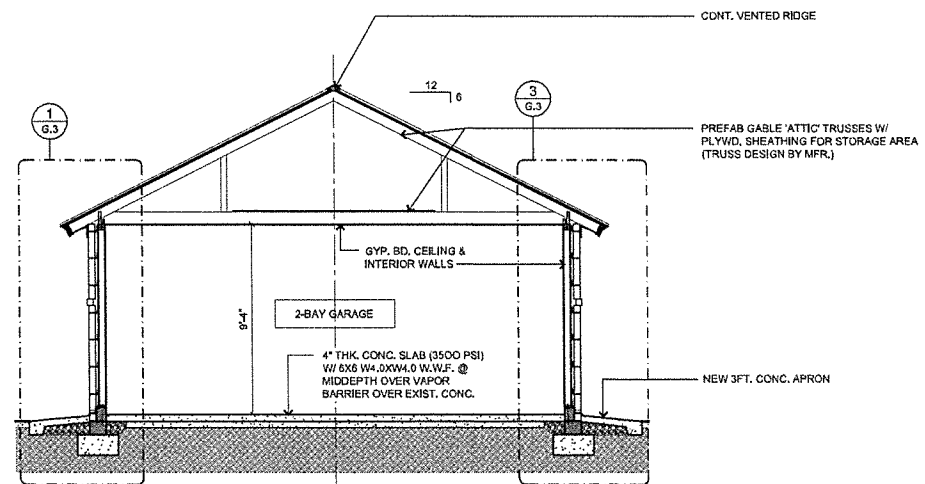 CONT. VENTED RIDGE
12
6
1
G.3
3
G.3
PREFAB GABLE 'ATTIC' TRUSSES W/
PLYWD. SHEATHING FOR STORAGE AREA
(TRUSS DESIGN BY MFR.)
GYP. BD. CEILING &
INTERIOR WALLS
9'-4"
2-BAY GARAGE
4" THK. CONC. SLAB (3500 PSI)
W/ 6X6 W4.0XW4.0 W.W.F. @
MIDDEPTH OVER VAPOR
BARRIER OVER EXIST. CONC.
NEW 3FT. CONC. APRON